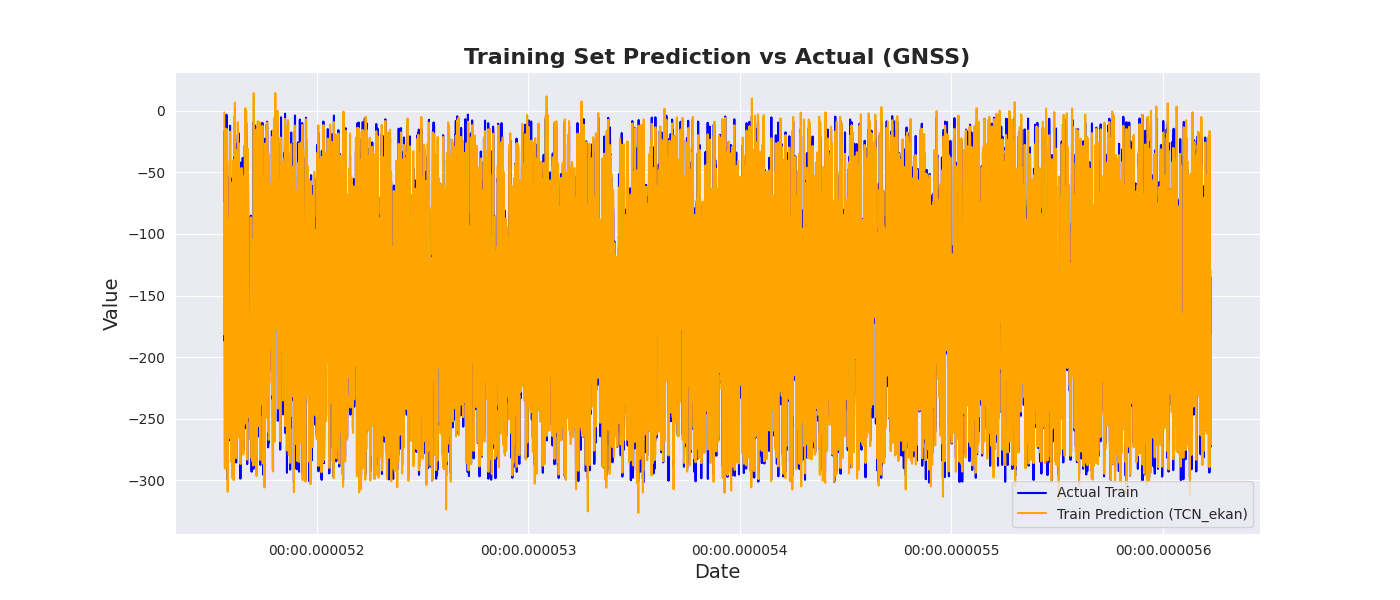 Training Set Prediction vs Actual (GNSS)
Value
0
−50
−100
−150
−200
−250
−300
00:00.000052
00:00.000053
00:00.000054
00:00.000055
00:00.000056
Date
Actual Train
Train Prediction (TCN_ekan)